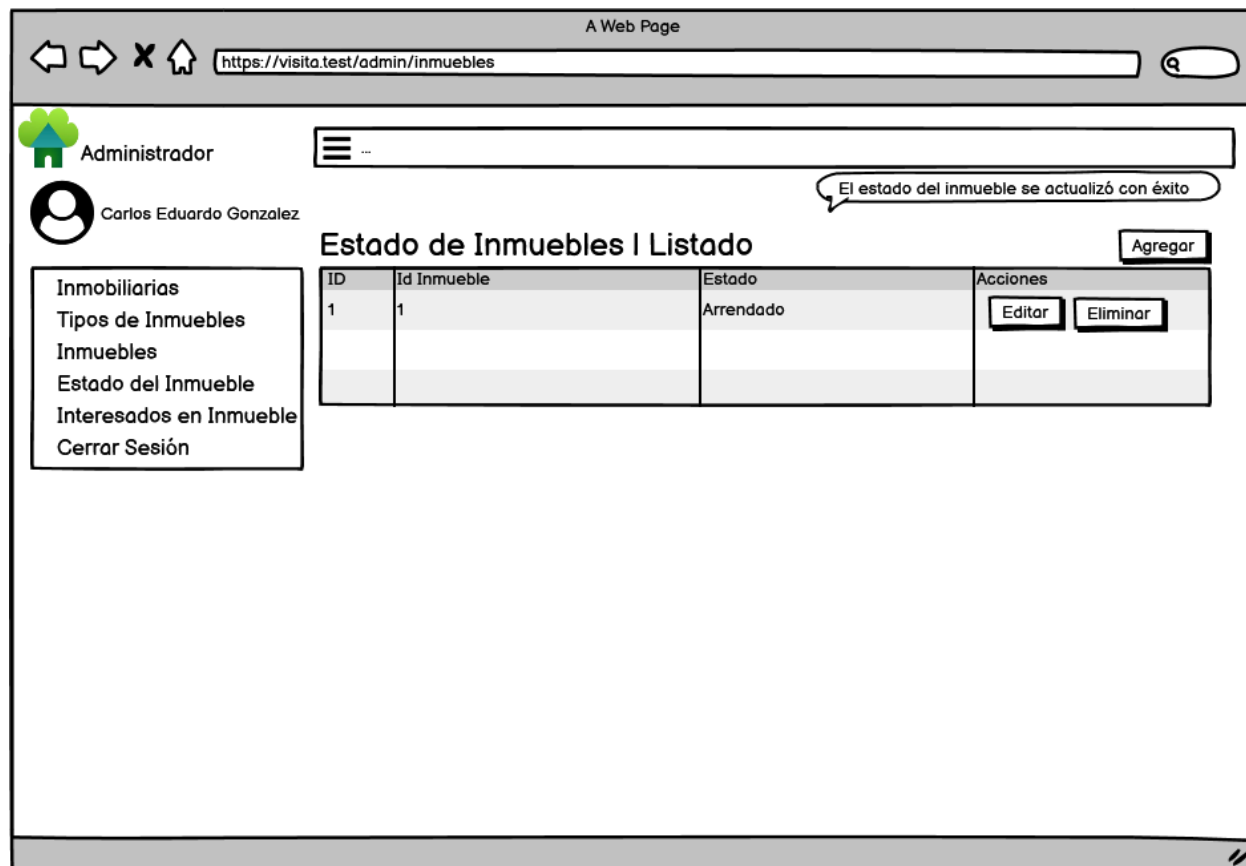 A Web Page
https://visita.test/admin/inmuebles
Administrador
...
El estado del inmueble se actualizó con éxito
Carlos Eduardo Gonzalez
Estado de Inmuebles | Listado
Agregar
Inmobiliarias
Tipos de Inmuebles
Inmuebles
Estado del Inmueble
Interesados en Inmueble
Cerrar Sesión
ID Id Inmueble Estado Acciones
1 1 Arrendado Editar Eliminar